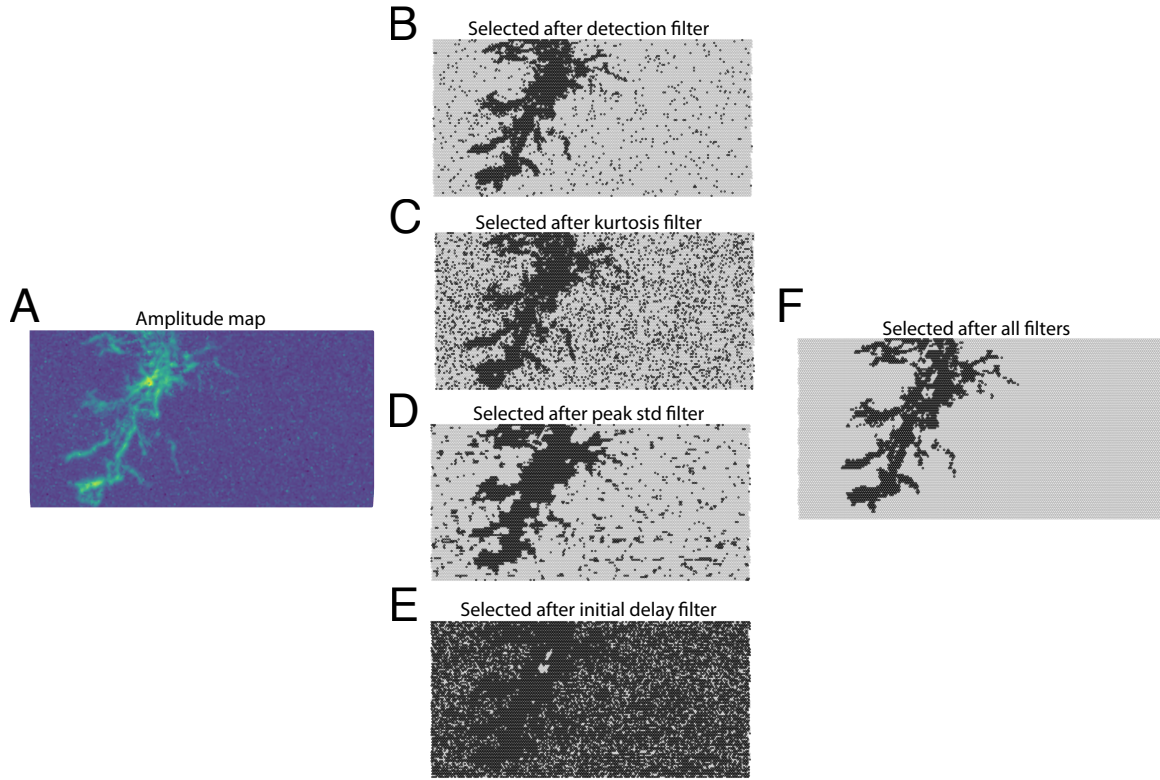 A
Amplitude map
B
Selected after detection filter
C
Selected after kurtosis filter
D
Selected after peak std filter
E
Selected after initial delay filter
F
Selected after all filters